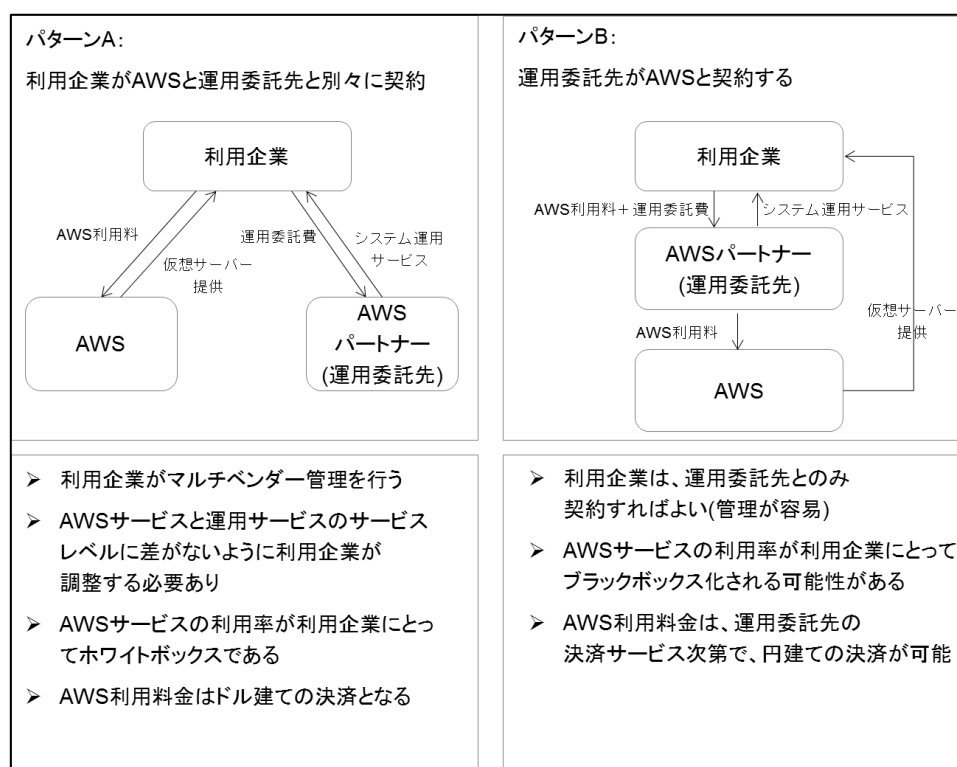 パターンA：
利用企業がAWSと運用委託先と別々に契約
利用企業
AWS利用料
仮想サーバー
提供
運用委託費
システム運用
サービス
AWS
AWS
パートナー
(運用委託先)
➢ 利用企業がマルチベンダー管理を行う
➢ AWSサービスと運用サービスのサービス
レベルに差がないように利用企業が
調整する必要あり
➢ AWSサービスの利用率が利用企業にとっ
てホワイトボックスである
➢ AWS利用料金はドル建ての決済となる
パターンB：
運用委託先がAWSと契約する
利用企業
AWS利用料＋運用委託費
システム運用サービス
AWSパートナー
(運用委託先)
仮想サーバー
提供
AWS利用料
AWS
➢ 利用企業は、運用委託先とのみ
契約すればよい(管理が容易)
➢ AWSサービスの利用率が利用企業にとって
ブラックボックス化される可能性がある
➢ AWS利用料金は、運用委託先の
決済サービス次第で、円建ての決済が可能